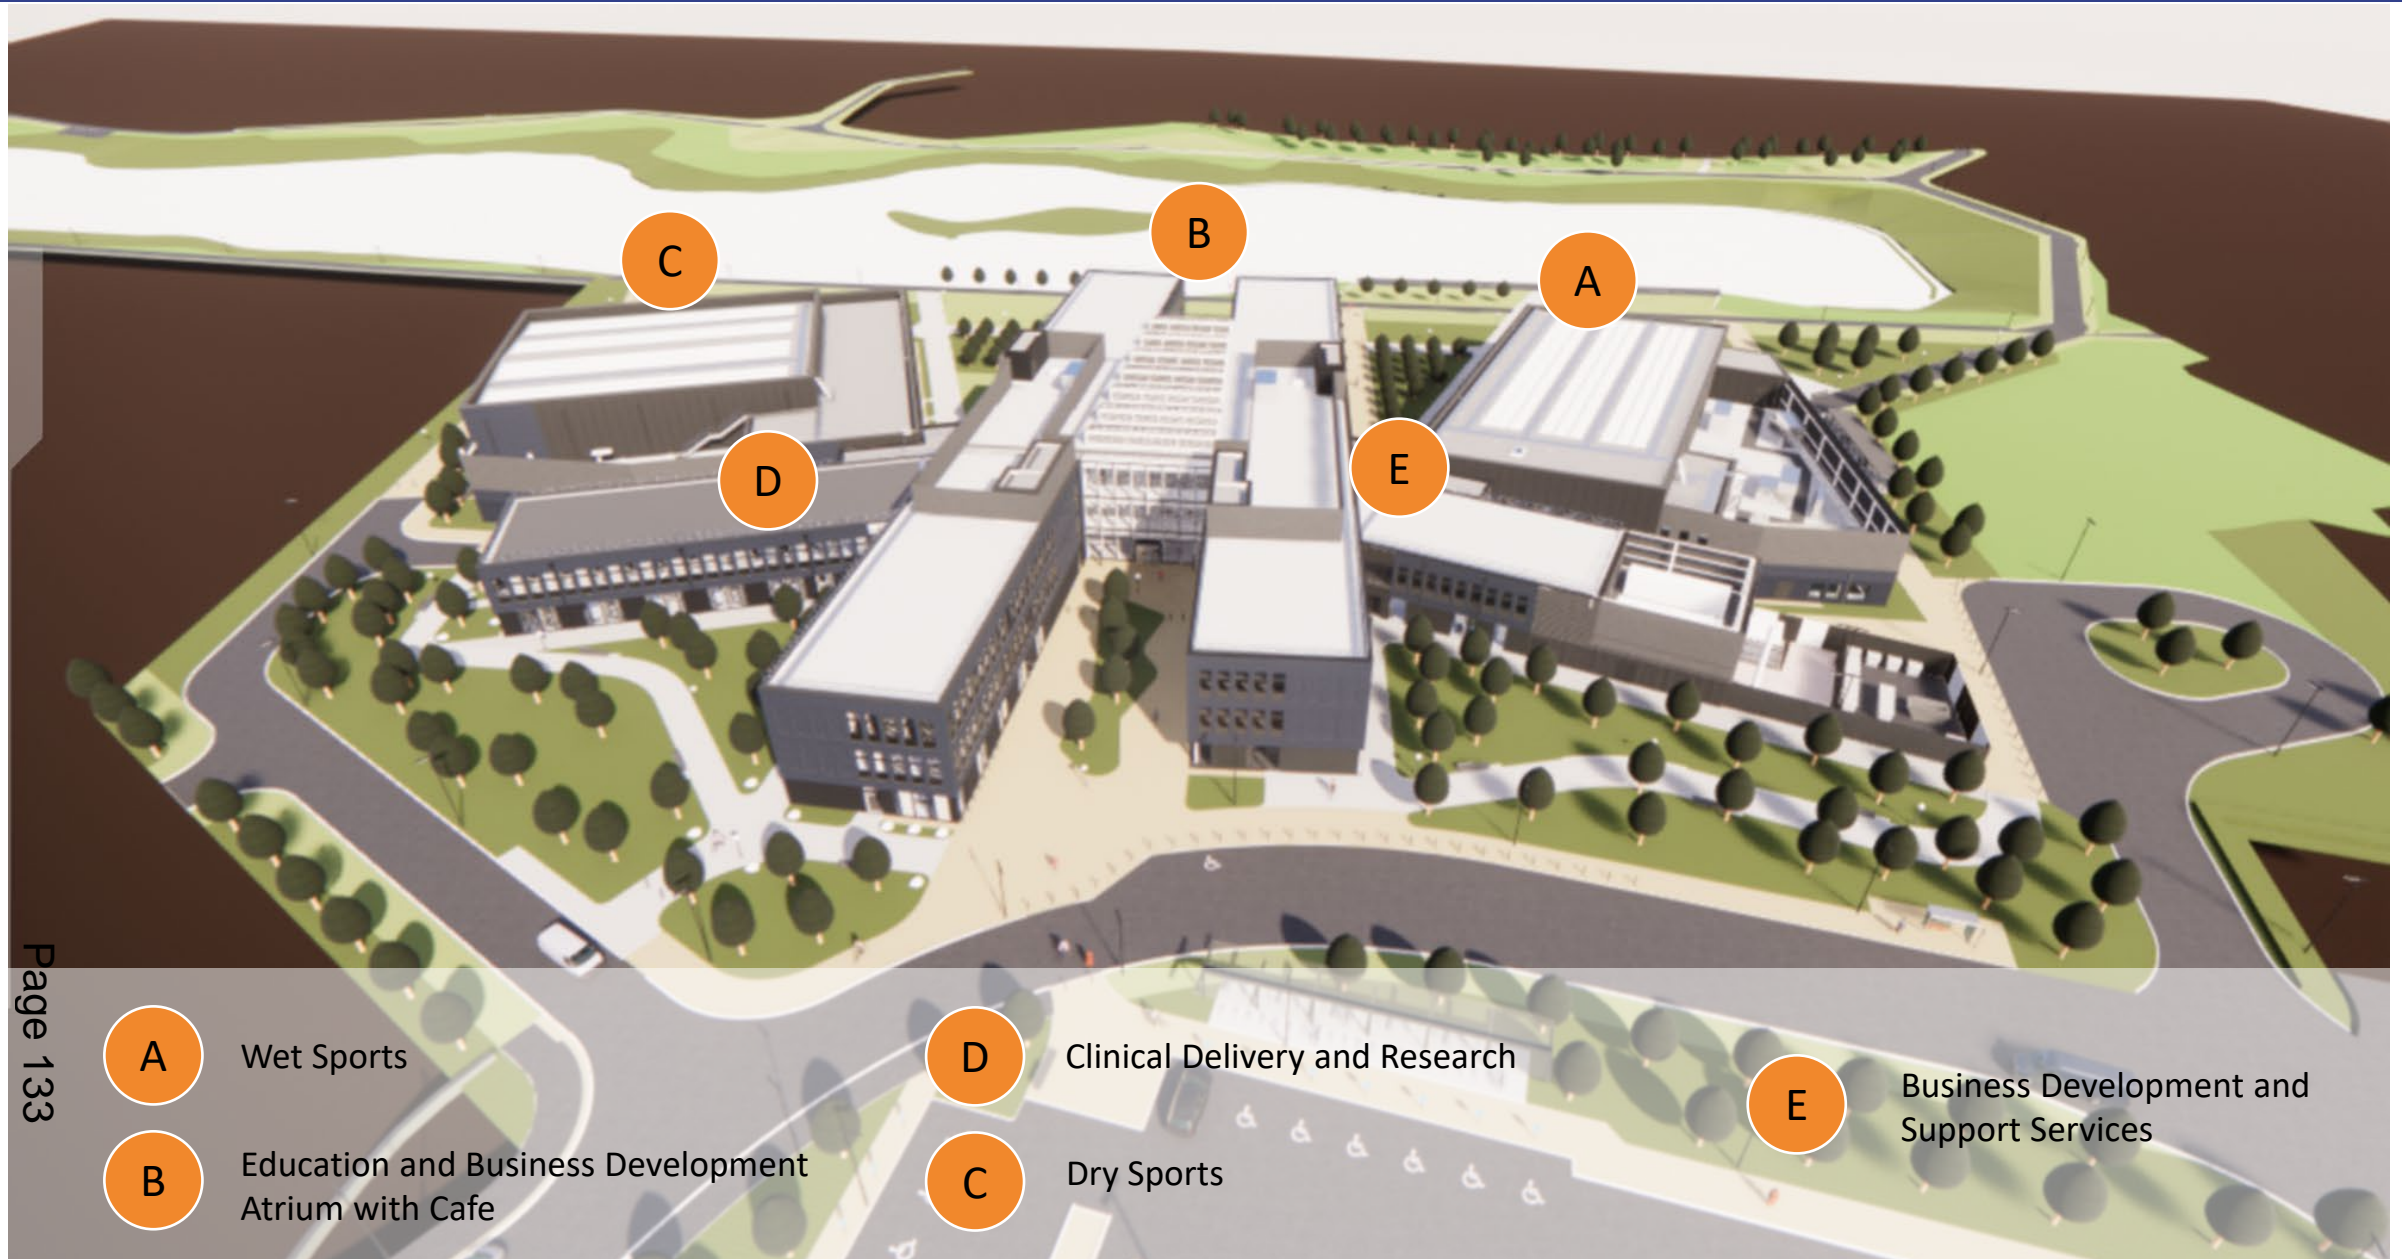 C
B
A
D
E
A
Wet Sports
B
Education and Business Development
Atrium with Cafe
D
Clinical Delivery and Research
C
Dry Sports
E
Business Development and
Support Services
Page 133